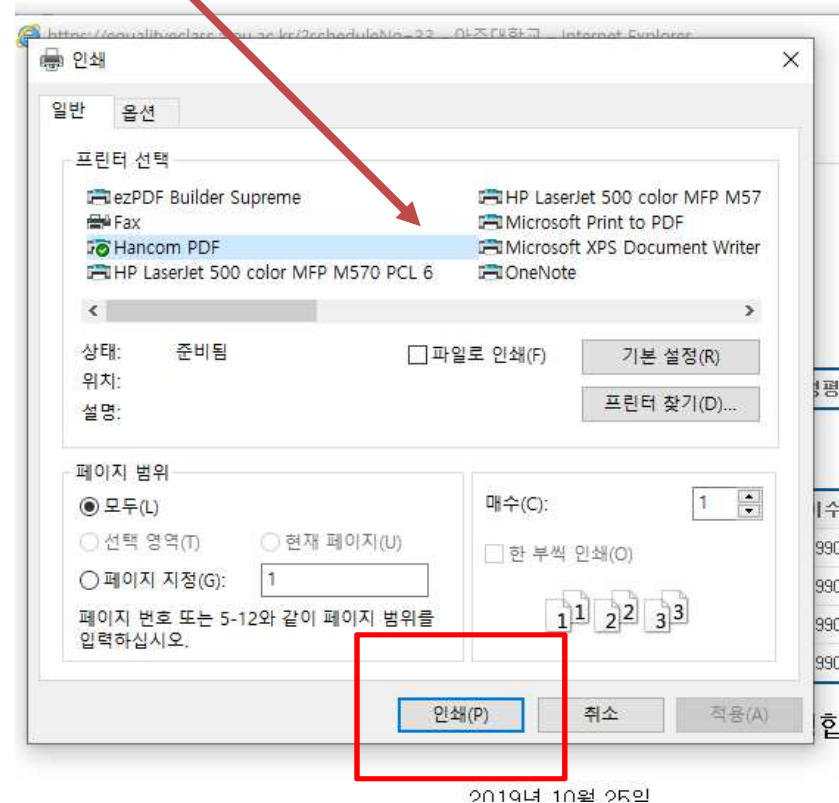 인쇄
일반 옵션
프린터 선택
ezPDF Builder Supreme HP LaserJet 500 color MFP M57
Fax Microsoft Print to PDF
Hancom PDF Microsoft XPS Document Writer
HP LaserJet 500 color MFP M570 PCL 6 OneNote
상태: 준비됨 파일로 인쇄(F) 기본 설정(R)
위치:
설명: 프린터 찾기(D)...
페이지 범위
모두(L) 매수(C): 1
선택 영역(T) 현재 페이지(U) 한 부씩 인쇄(O)
페이지 지정(G): 1
페이지 번호 또는 5-12와 같이 페이지 범위를
입력하십시오.
1 1 2 2 3 3
990
990
990
990
인쇄(P) 취소 적용(A)
2019년 10월 25일